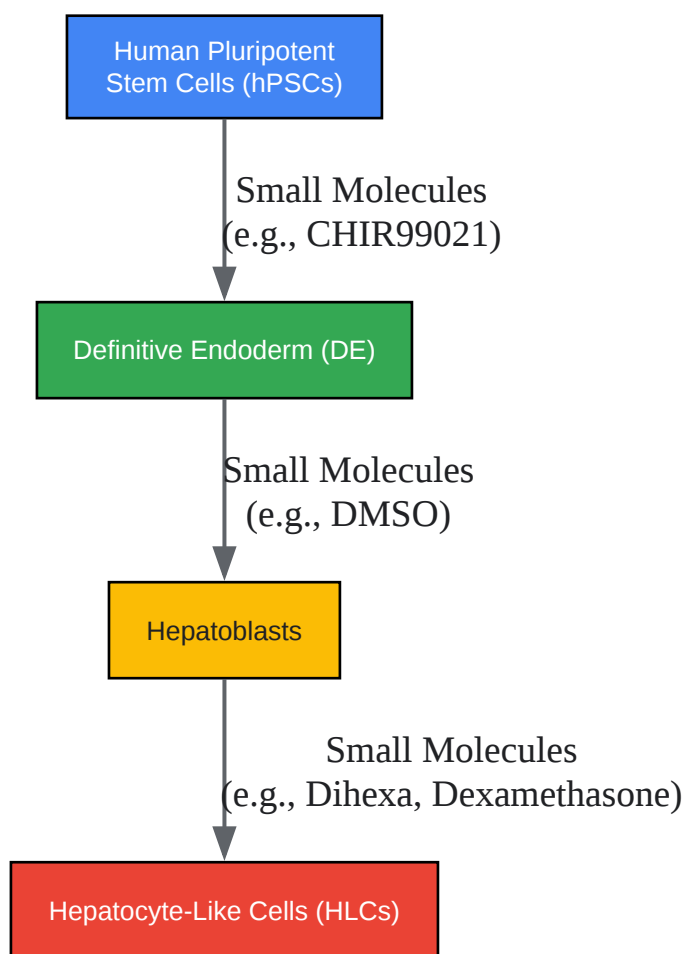 Human Pluripotent
Stem Cells (hPSCs)
Small Molecules
(e.g., CHIR99021)
Definitive Endoderm (DE)
Small Molecules
(e.g., DMSO)
Hepatoblasts
Small Molecules
(e.g., Dihexa, Dexamethasone)
Hepatocyte-Like Cells (HLCs)